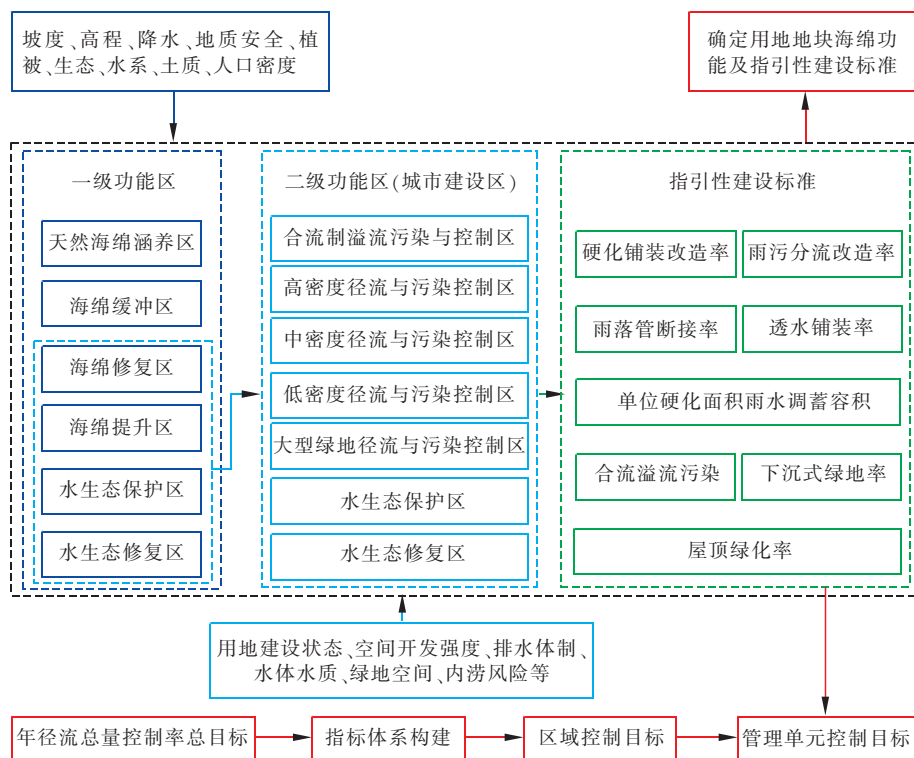 坡度、高程、降水、地质安全、植
被、生态、水系、土质、人口密度
确定用地地块海绵功
能及指引性建设标准
一级功能区
天然海绵涵养区
海绵缓冲区
海绵修复区
海绵提升区
水生态保护区
水生态修复区
二级功能区(城市建设区)
合流制溢流污染与控制区
高密度径流与污染控制区
中密度径流与污染控制区
低密度径流与污染控制区
大型绿地径流与污染控制区
水生态保护区
水生态修复区
指引性建设标准
硬化铺装改造率
雨污分流改造率
雨落管断接率
透水铺装率
单位硬化面积雨水调蓄容积
合流溢流污染
下沉式绿地率
屋顶绿化率
用地建设状态、空间开发强度、排水体制、
水体水质、绿地空间、内涝风险等
年径流总量控制率总目标
指标体系构建
区域控制目标
管理单元控制目标